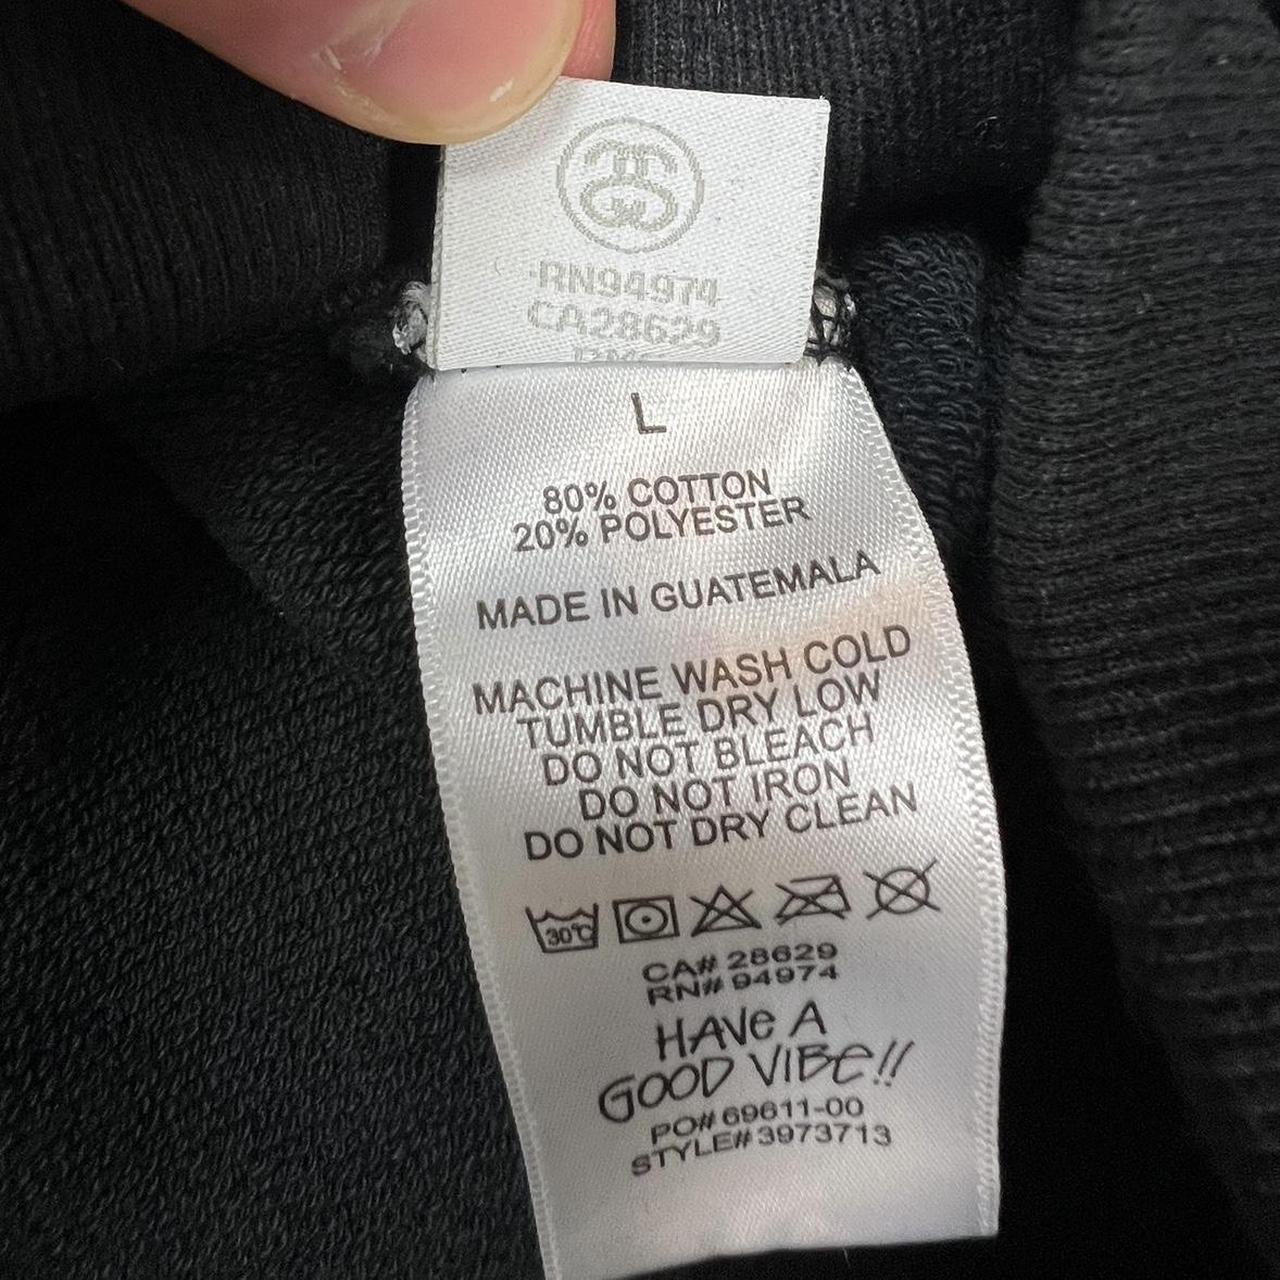 RN94974
CA28629
L
80% COTTON
20% POLYESTER
MADE IN GUATEMALA
MACHINE WASH COLD
TUMBLE DRY LOW
DO NOT BLEACH
DO NOT IRON
DO NOT DRY CLEAN
30°C
CA# 28629
RN# 94974
HAVe A
GOOD VIBe!!
PO# 69611-00
STYLE# 3973713